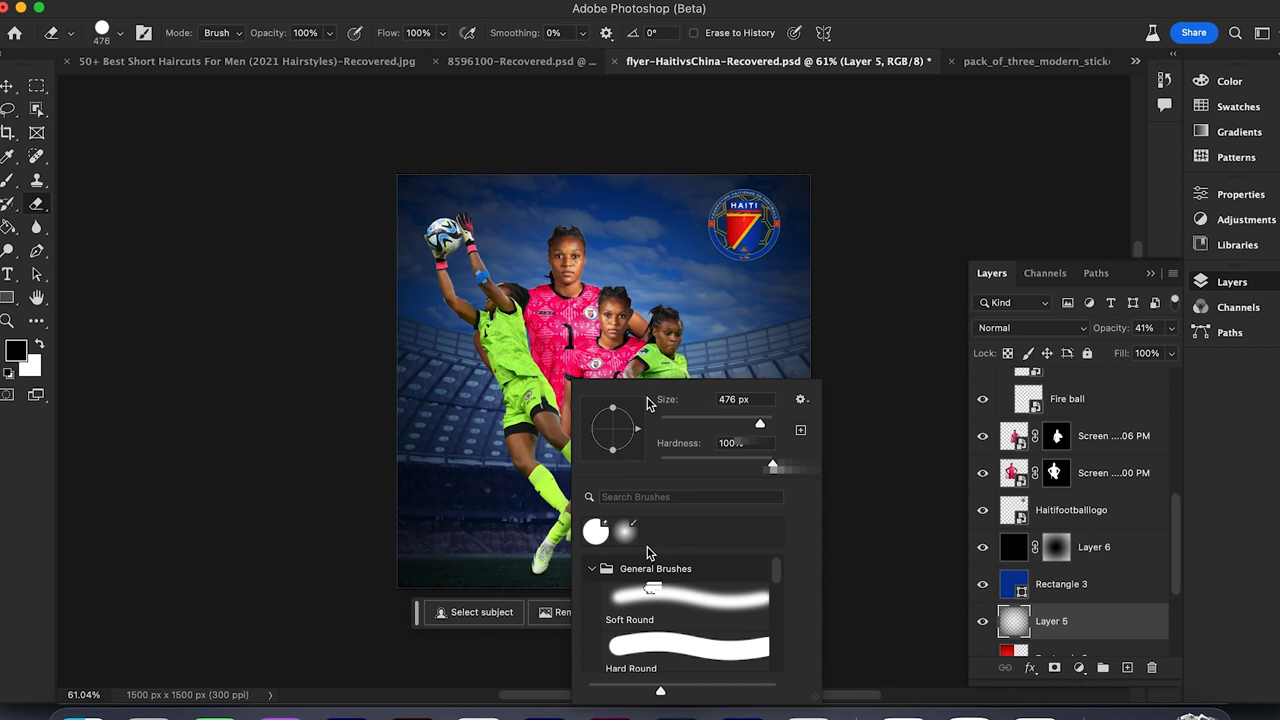 Adobe Photoshop (Beta)
476 Mode: Brush Opacity: 100% Flow: 100% Smoothing: 0% 0° Erase to History Share
50+ Best Short Haircuts For Men (2021 Hairstyles)-Recovered.jpg 8596100-Recovered.psd @ ... flyer-HaitivsChina-Recovered.psd @ 61% (Layer 5, RGB/8) * pack_of_three_modern_stick
Color
Swatches
Gradients
Patterns
Properties
Adjustments
Libraries
Layers
Channels
Paths
HAITI
Layers Channels Paths
Kind
Normal Opacity: 41%
Lock: Fill: 100%
Fire ball
Screen ....06 PM
Screen ....00 PM
Haitifootballlogo
Layer 6
Rectangle 3
Layer 5
Size: 476 px
Hardness: 100%
Search Brushes
General Brushes
Soft Round
Hard Round
Select subject
61.04% 1500 px x 1500 px (300 ppi)